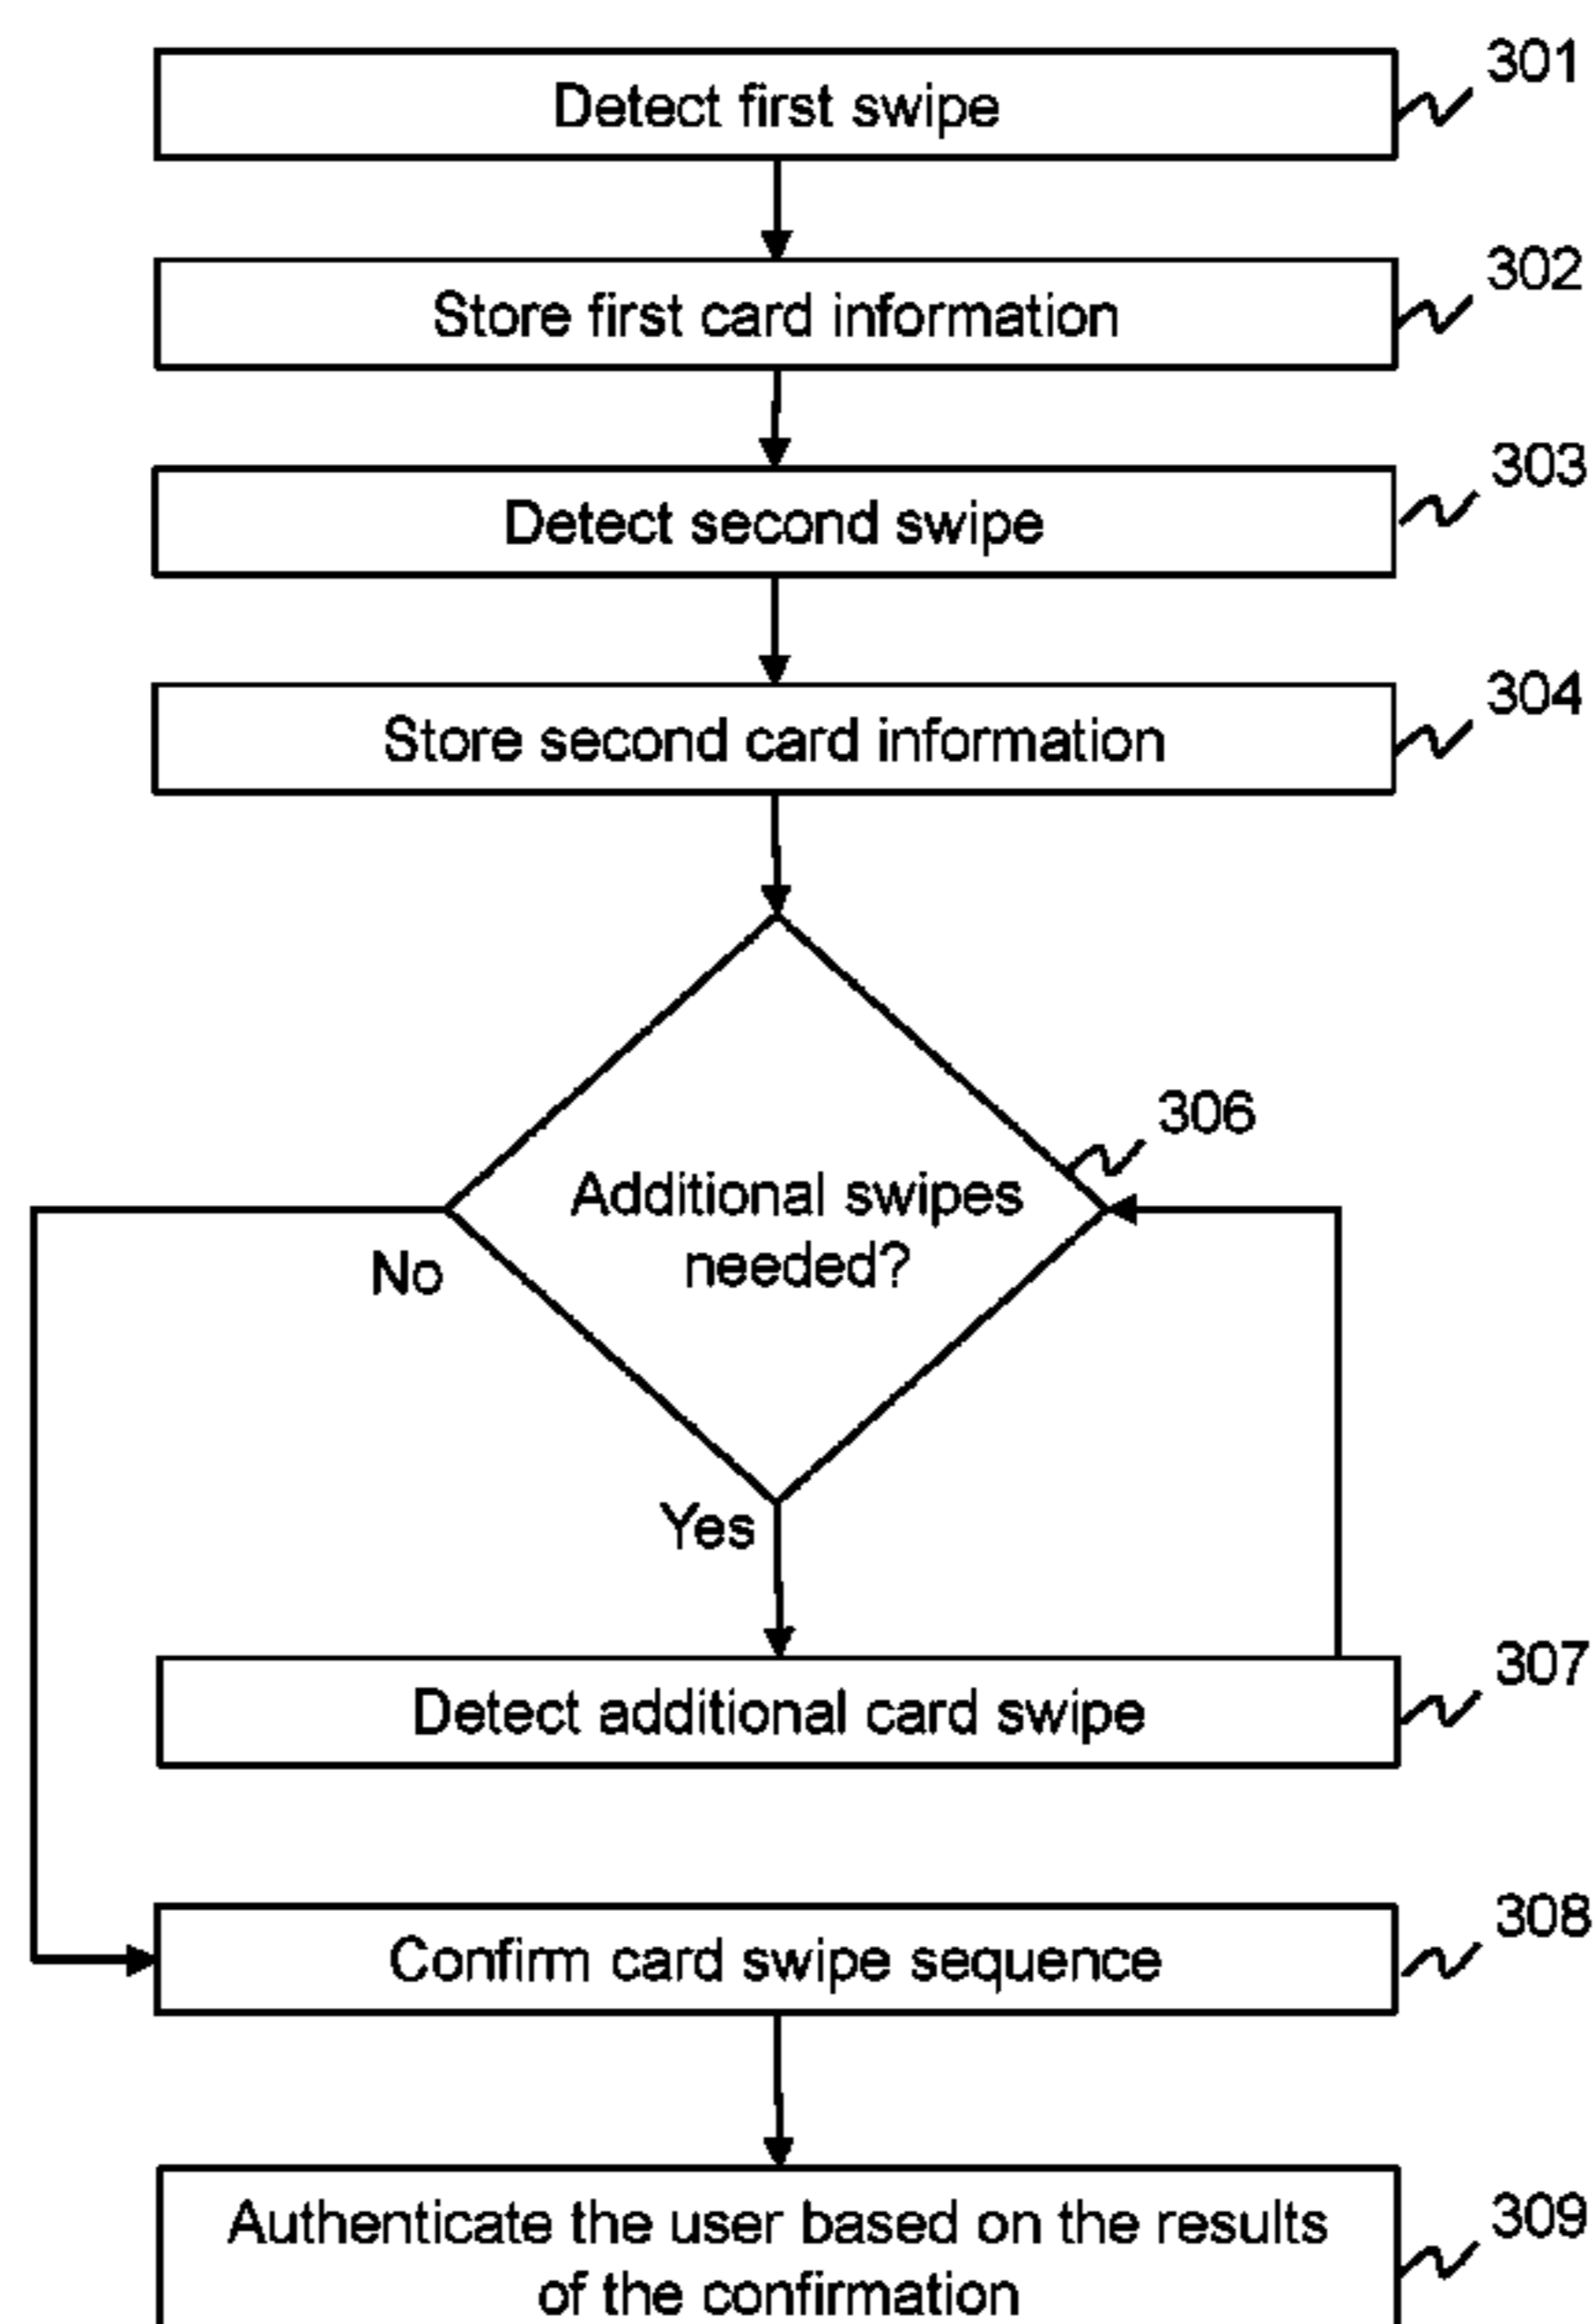 301
Detect first swipe
302
Store first card information
303
Detect second swipe
304
Store second card information
306
Additional swipes
needed?
No
Yes
307
Detect additional card swipe
308
Confirm card swipe sequence
309
Authenticate the user based on the results
of the confirmation